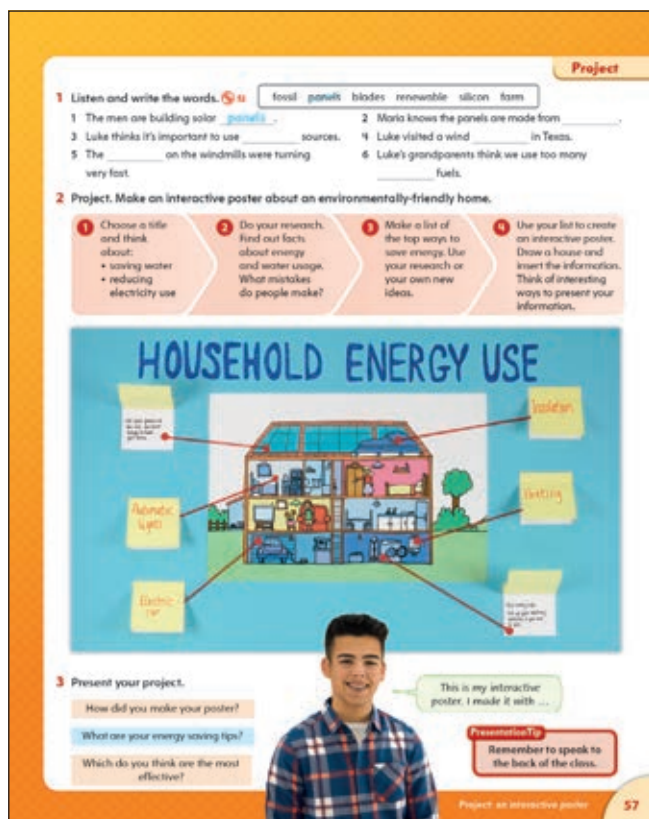 Project
1 Listen and write the words.
fossil panels blades renewable silicon farm
1 The men are building solar panels .
2 Maria knows the panels are made from ________ .
3 Luke thinks it's important to use ________ sources.
4 Luke visited a wind ________ in Texas.
5 The ________ on the windmills were turning
very fast.
6 Luke's grandparents think we use too many
________ fuels.
2 Project. Make an interactive poster about an environmentally-friendly home.
1 Choose a title
and think
about:
• saving water
• reducing
electricity use
2 Do your research.
Find out facts
about energy
and water usage.
What mistakes
do people make?
3 Make a list of
the top ways to
save energy. Use
your research or
your own new
ideas.
4 Use your list to create
an interactive poster.
Draw a house and
insert the information.
Think of interesting
ways to present your
information.
HOUSEHOLD ENERGY USE
Insulation
Automatic
lights
Heating
Electric
car
3 Present your project.
How did you make your poster?
What are your energy saving tips?
Which do you think are the most
effective?
This is my interactive
poster. I made it with ...
Presentation Tip
Remember to speak to
the back of the class.
Project: an interactive poster 57